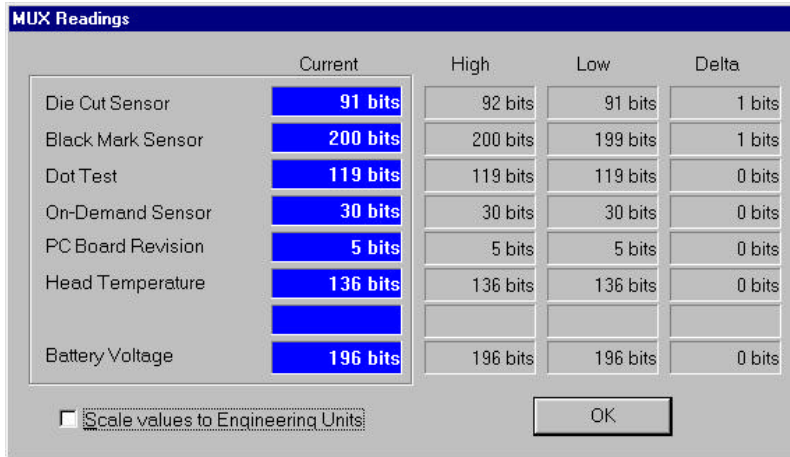 MUX Readings
Current High Low Delta
Die Cut Sensor 91 bits 92 bits 91 bits 1 bits
Black Mark Sensor 200 bits 200 bits 199 bits 1 bits
Dot Test 119 bits 119 bits 119 bits 0 bits
On-Demand Sensor 30 bits 30 bits 30 bits 0 bits
PC Board Revision 5 bits 5 bits 5 bits 0 bits
Head Temperature 136 bits 136 bits 136 bits 0 bits
Battery Voltage 196 bits 196 bits 196 bits 0 bits
Scale values to Engineering Units OK